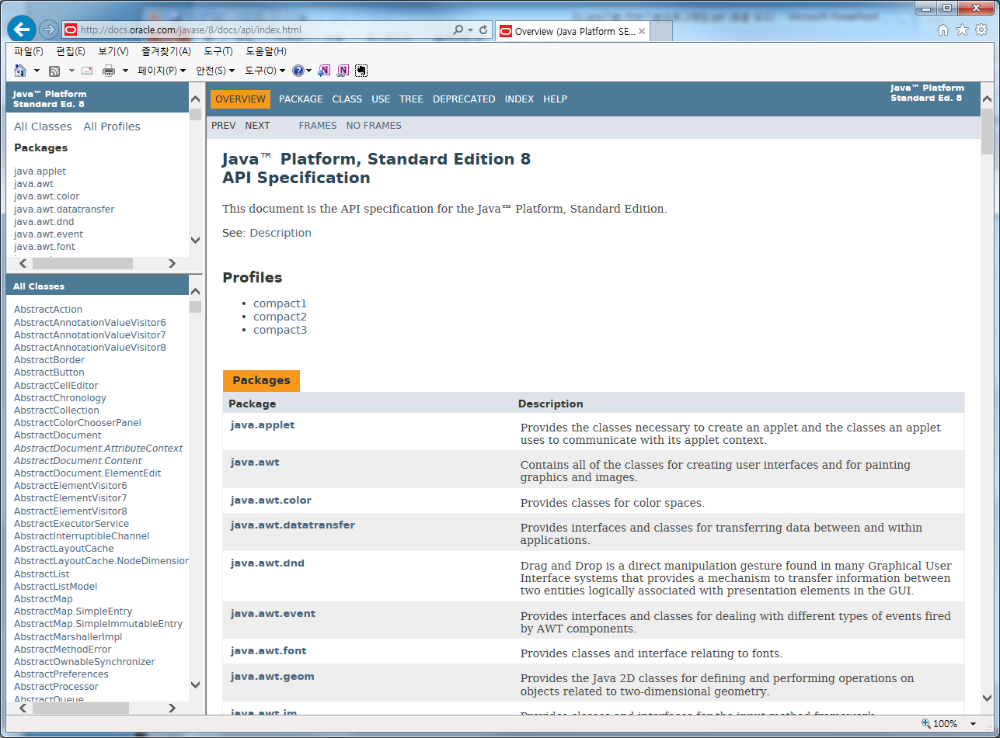 http://docs.oracle.com/javase/8/docs/api/index.html
Overview (Java Platform SE...
파일(F) 편집(E) 보기(V) 즐겨찾기(A) 도구(T) 도움말(H)
페이지(P) 안전(S) 도구(O)
Java™ Platform
Standard Ed. 8
All Classes All Profiles
Packages
java.applet
java.awt
java.awt.color
java.awt.datatransfer
java.awt.dnd
java.awt.event
java.awt.font
All Classes
AbstractAction
AbstractAnnotationValueVisitor6
AbstractAnnotationValueVisitor7
AbstractAnnotationValueVisitor8
AbstractBorder
AbstractButton
AbstractCellEditor
AbstractChronology
AbstractCollection
AbstractColorChooserPanel
AbstractDocument
AbstractDocument.AttributeContext
AbstractDocument.Content
AbstractDocument.ElementEdit
AbstractElementVisitor6
AbstractElementVisitor7
AbstractElementVisitor8
AbstractExecutorService
AbstractInterruptibleChannel
AbstractLayoutCache
AbstractLayoutCache.NodeDimension
AbstractList
AbstractListModel
AbstractMap
AbstractMap.SimpleEntry
AbstractMap.SimpleImmutableEntry
AbstractMarshallerImpl
AbstractMethodError
AbstractOwnableSynchronizer
AbstractPreferences
AbstractProcessor
AbstractQueue
OVERVIEW PACKAGE CLASS USE TREE DEPRECATED INDEX HELP
Java™ Platform
Standard Ed. 8
PREV NEXT FRAMES NO FRAMES
Java™ Platform, Standard Edition 8
API Specification
This document is the API specification for the Java™ Platform, Standard Edition.
See: Description
Profiles
• compact1
• compact2
• compact3
Packages
Package Description
java.applet Provides the classes necessary to create an applet and the classes an applet
uses to communicate with its applet context.
java.awt Contains all of the classes for creating user interfaces and for painting
graphics and images.
java.awt.color Provides classes for color spaces.
java.awt.datatransfer Provides interfaces and classes for transferring data between and within
applications.
java.awt.dnd Drag and Drop is a direct manipulation gesture found in many Graphical User
Interface systems that provides a mechanism to transfer information between
two entities logically associated with presentation elements in the GUI.
java.awt.event Provides interfaces and classes for dealing with different types of events fired
by AWT components.
java.awt.font Provides classes and interface relating to fonts.
java.awt.geom Provides the Java 2D classes for defining and performing operations on
objects related to two-dimensional geometry.
java.awt.im Provides classes and interfaces for the input method framework.
100%